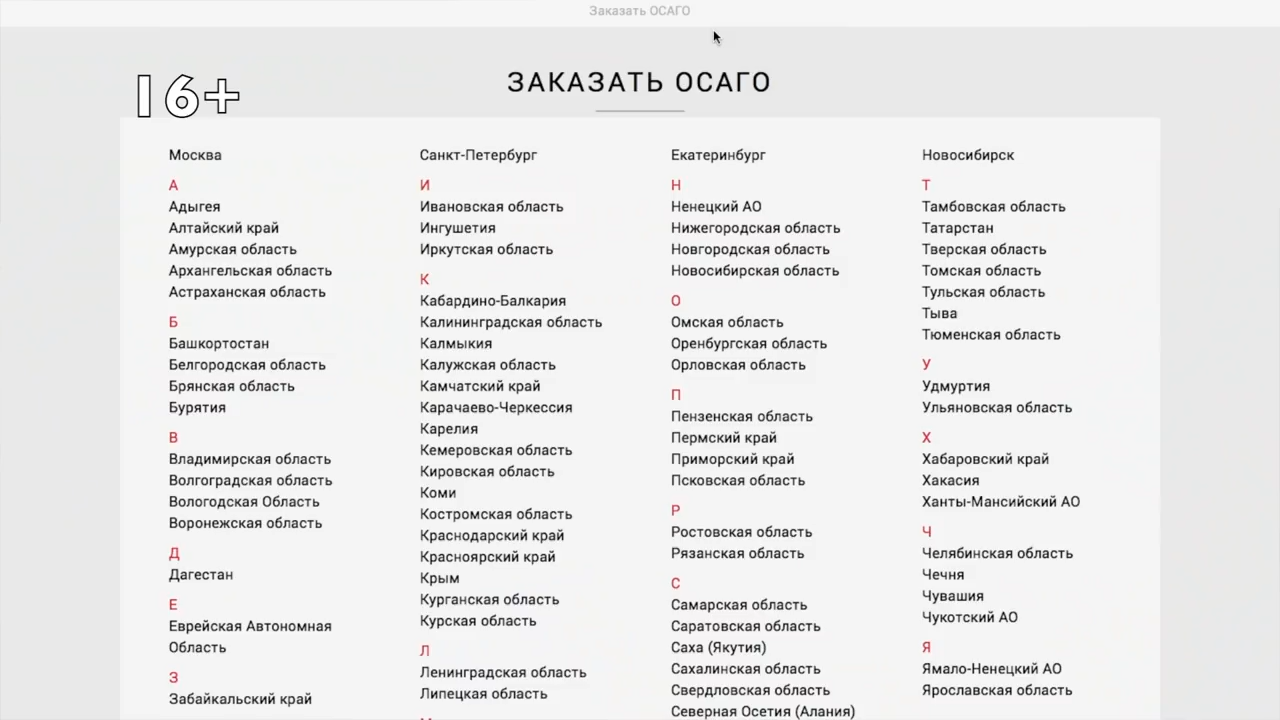 Заказать ОСАГО
16+
ЗАКАЗАТЬ ОСАГО
Москва
А
Адыгея
Алтайский край
Амурская область
Архангельская область
Астраханская область
Б
Башкортостан
Белгородская область
Брянская область
Бурятия
В
Владимирская область
Волгоградская область
Вологодская Область
Воронежская область
Д
Дагестан
Е
Еврейская Автономная
Область
З
Забайкальский край
Санкт-Петербург
И
Ивановская область
Ингушетия
Иркутская область
К
Кабардино-Балкария
Калининградская область
Калмыкия
Калужская область
Камчатский край
Карачаево-Черкессия
Карелия
Кемеровская область
Кировская область
Коми
Костромская область
Краснодарский край
Красноярский край
Крым
Курганская область
Курская область
Л
Ленинградская область
Липецкая область
Екатеринбург
Н
Ненецкий АО
Нижегородская область
Новгородская область
Новосибирская область
О
Омская область
Оренбургская область
Орловская область
П
Пензенская область
Пермский край
Приморский край
Псковская область
Р
Ростовская область
Рязанская область
С
Самарская область
Саратовская область
Саха (Якутия)
Сахалинская область
Свердловская область
Северная Осетия (Алания)
Новосибирск
Т
Тамбовская область
Татарстан
Тверская область
Томская область
Тульская область
Тыва
Тюменская область
У
Удмуртия
Ульяновская область
Х
Хабаровский край
Хакасия
Ханты-Мансийский АО
Ч
Челябинская область
Чечня
Чувашия
Чукотский АО
Я
Ямало-Ненецкий АО
Ярославская область